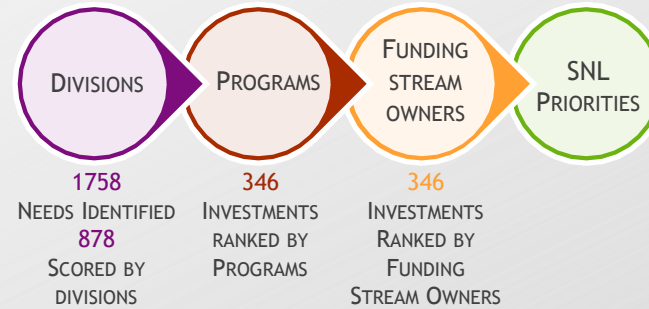 DIVISIONS
PROGRAMS
FUNDING
STREAM
OWNERS
SNL
PRIORITIES
1758
NEEDS IDENTIFIED
878
SCORED BY
DIVISIONS
346
INVESTMENTS
RANKED BY
PROGRAMS
346
INVESTMENTS
RANKED BY
FUNDING
STREAM OWNERS